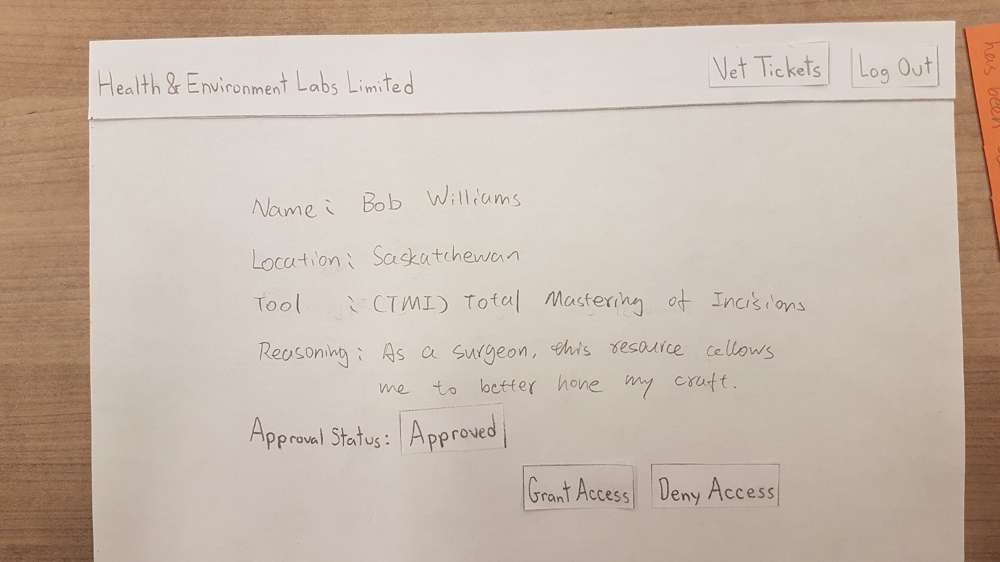 Health & Environment Labs Limited
Vet Tickets
Log Out
Name: Bob Williams
Location: Saskatchewan
Tool : (TMI) Total Mastering of Incisions
Reasoning: As a surgeon, this resource allows
me to better hone my craft.
Approval Status: Approved
Grant Access
Deny Access
has been